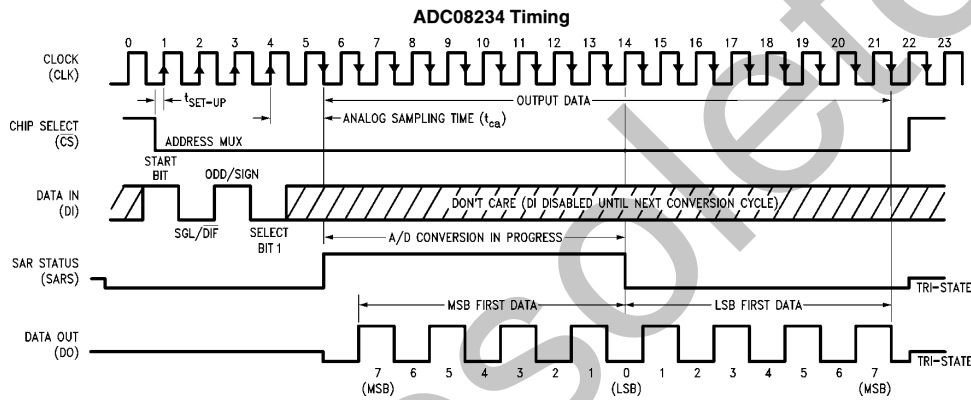 ADC08234 Timing
0 1 2 3 4 5 6 7 8 9 10 11 12 13 14 15 16 17 18 19 20 21 22 23
CLOCK
(CLK)
tSET-UP
OUTPUT DATA
CHIP SELECT
(CS)
ANALOG SAMPLING TIME (tca)
ADDRESS MUX
START
BIT
ODD/SIGN
DATA IN
(DI)
DON'T CARE (DI DISABLED UNTIL NEXT CONVERSION CYCLE)
SGL/DIF
SELECT
BIT 1
A/D CONVERSION IN PROGRESS
SAR STATUS
(SARS)
TRI-STATE
MSB FIRST DATA
LSB FIRST DATA
DATA OUT
(DO)
TRI-STATE
7 6 5 4 3 2 1 0 1 2 3 4 5 6 7
(MSB) (LSB) (MSB)